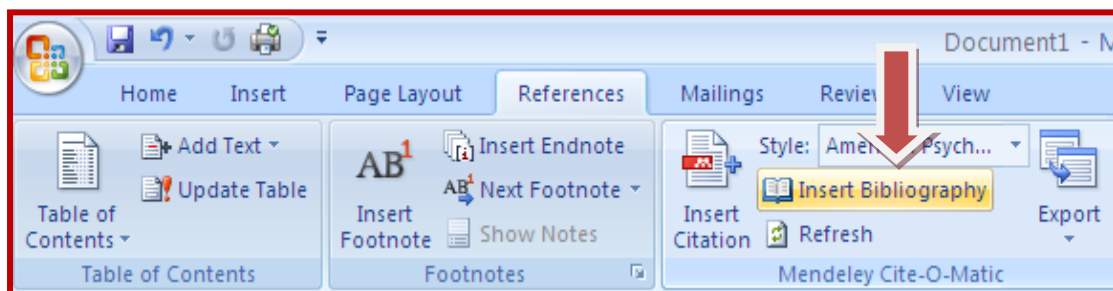 Document1 - M
Home Insert Page Layout References Mailings Review View
Add Text
Update Table
Table of
Contents
Table of Contents
AB1
Insert
Footnote
Insert Endnote
AB1 Next Footnote
Show Notes
Footnotes
Insert
Citation
Style: Psych...
Insert Bibliography
Refresh
Export
Mendeley Cite-O-Matic